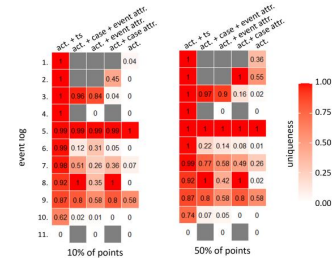 act. + ts
act. + case + event attr.
act. + event attr.
act.+ case attr.
act.
act. + ts
act. + case + event attr.
act. + event attr.
act.+ case attr.
act.
1. 1 0.04 1 0.36
2. 1 0.45 1 1 0.55
3. 1 0.96 0.84 0.04 0 1 0.97 0.8 0.16 0.02
4. 1 0 0 1 0 0
5. 0.99 0.99 0.99 0.99 1 1 1 1 1 1
6. 0.99 0.12 0.31 0.05 0 1 0.22 0.14 0.08 0.01
7. 0.98 0.51 0.26 0.36 0.07 0.99 0.77 0.58 0.49 0.26
8. 0.92 1 0.35 1 0 0.92 1 0.42 1 0.02
9. 0.87 0.8 0.58 0.8 0.58 0.87 0.8 0.58 0.8 0.58
10. 0.62 0.02 0.01 0 0 0.74 0.07 0.05 0 0
11. 0 0 0 0 0 0
event log
10% of points
50% of points
uniqueness
1.00
0.75
0.50
0.25
0.00